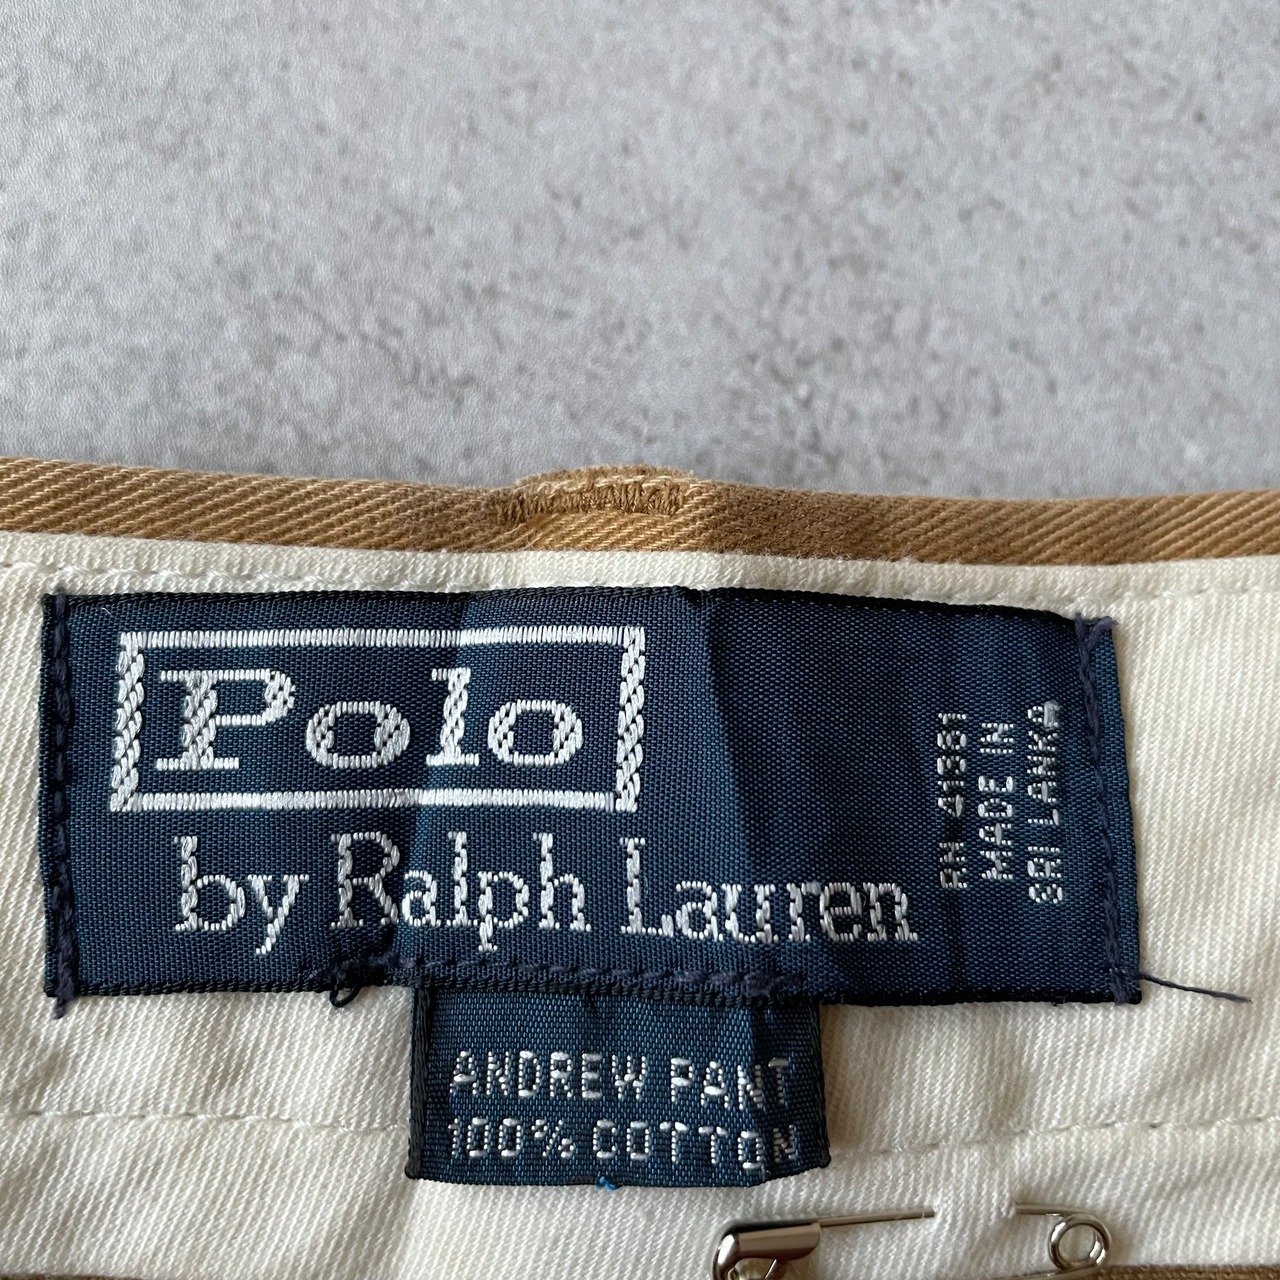 Polo
by Ralph Lauren
RN 41381
MADE IN
SRI LANKA
ANDREW PANT
100% COTTON